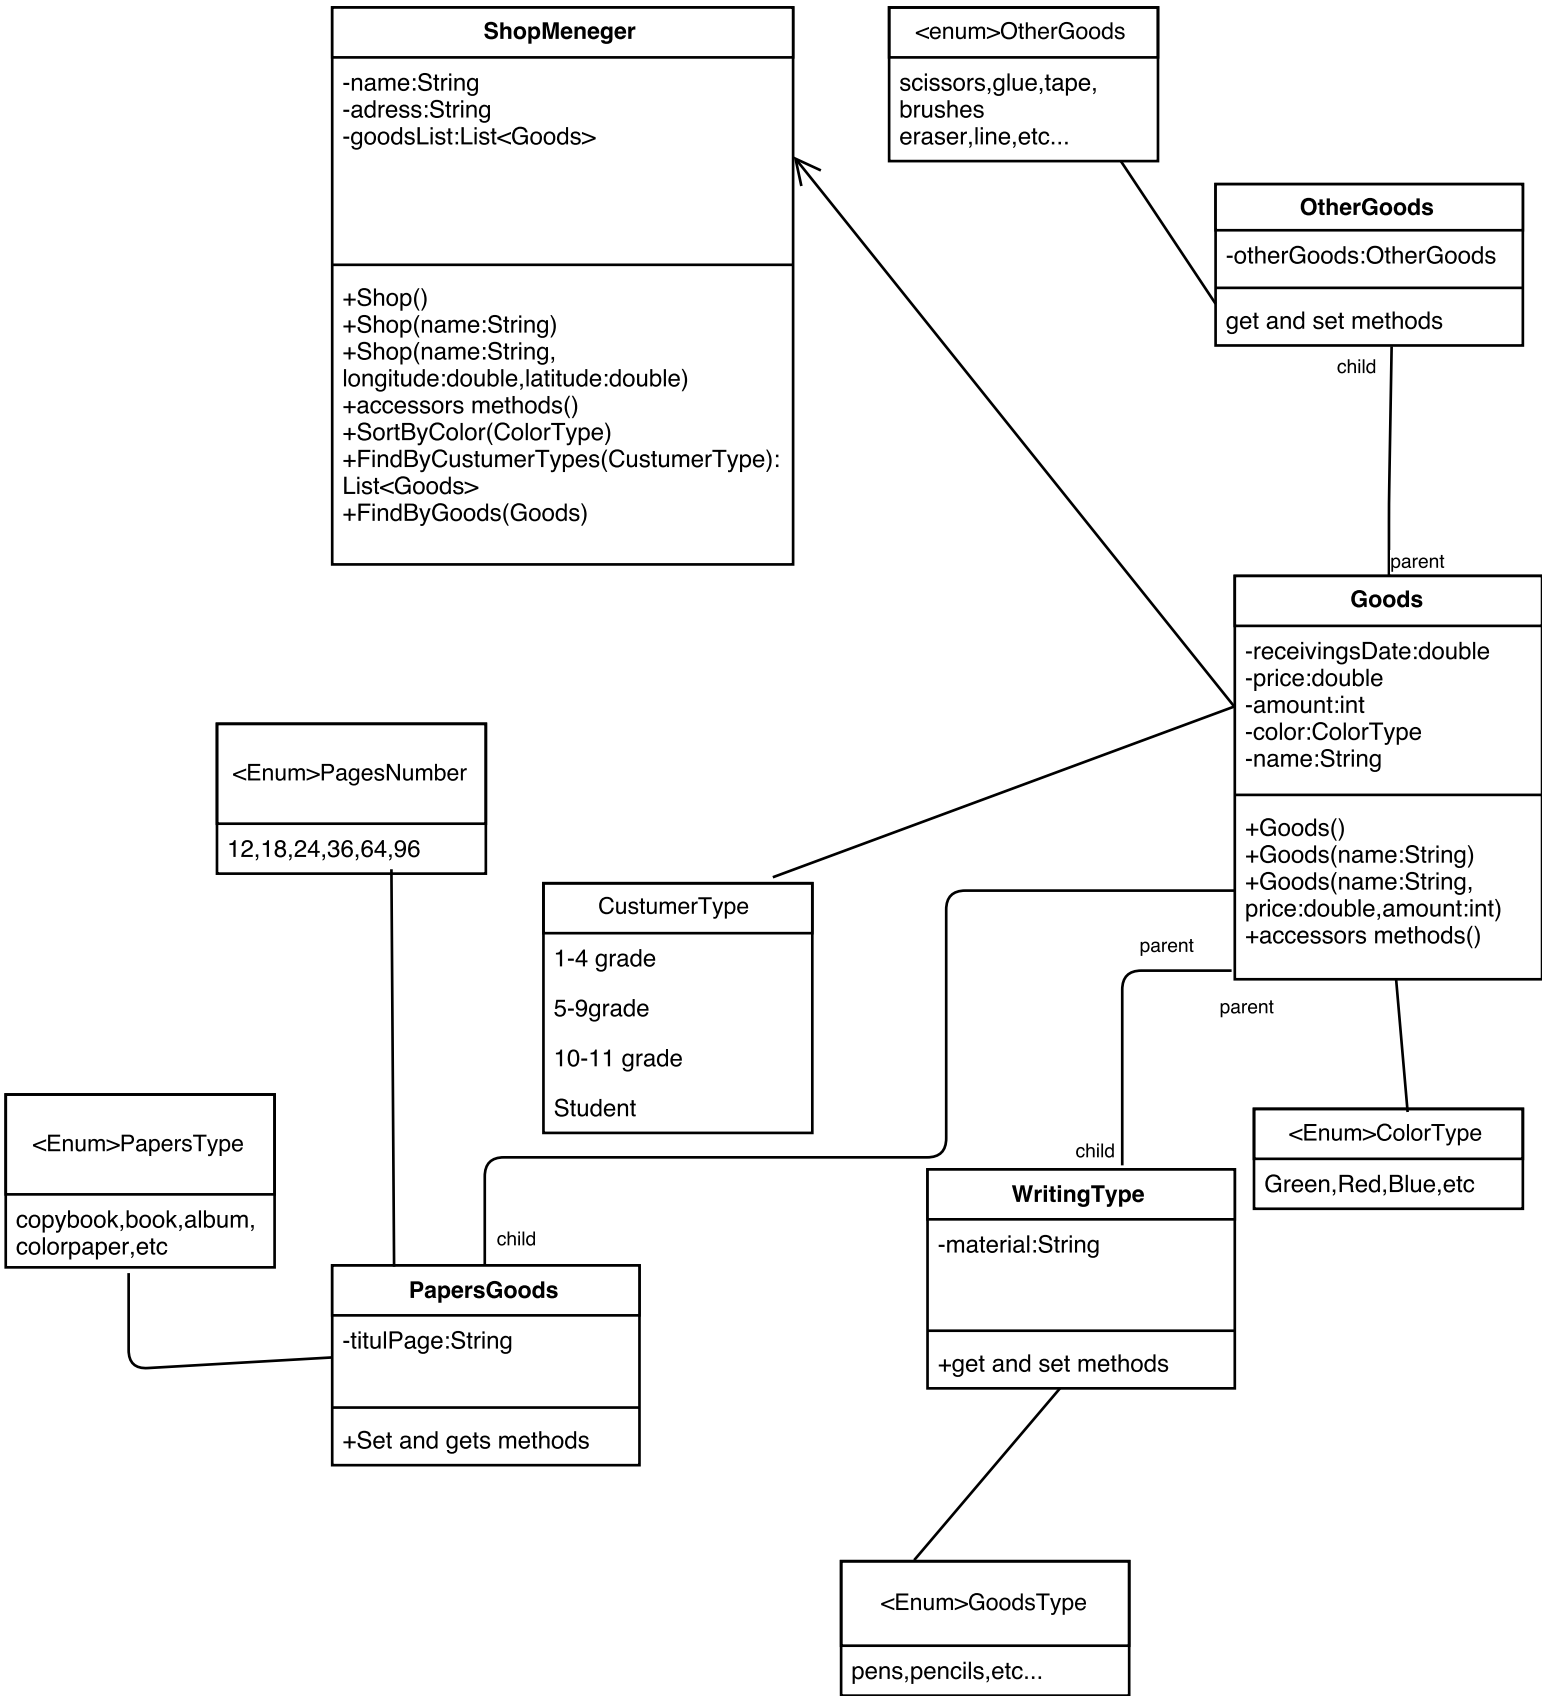 ShopMeneger
-name:String
-adress:String
-goodsList:List<Goods>
+Shop()
+Shop(name:String)
+Shop(name:String,
longitude:double,latitude:double)
+accessors methods()
+SortByColor(ColorType)
+FindByCustumerTypes(CustumerType):
List<Goods>
+FindByGoods(Goods)
<enum>OtherGoods
scissors,glue,tape,
brushes
eraser,line,etc...
OtherGoods
-otherGoods:OtherGoods
get and set methods
child
parent
Goods
-receivingsDate:double
-price:double
-amount:int
-color:ColorType
-name:String
+Goods()
+Goods(name:String)
+Goods(name:String,
price:double,amount:int)
+accessors methods()
<Enum>PagesNumber
12,18,24,36,64,96
CustumerType
1-4 grade
5-9grade
10-11 grade
Student
parent
parent
<Enum>PapersType
copybook,book,album,
colorpaper,etc
child
<Enum>ColorType
Green,Red,Blue,etc
WritingType
-material:String
+get and set methods
child
PapersGoods
-titulPage:String
+Set and gets methods
<Enum>GoodsType
pens,pencils,etc...